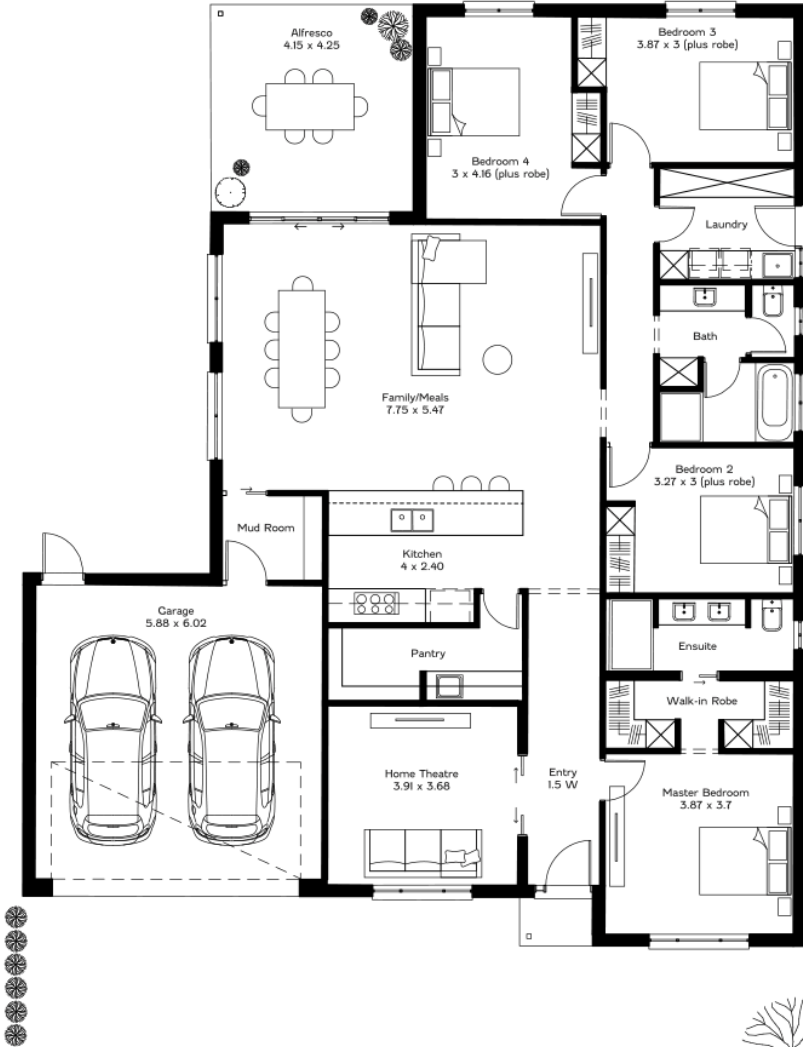 Alfresco
4.15 x 4.25
Bedroom 3
3.87 x 3 (plus robe)
Bedroom 4
3 x 4.16 (plus robe)
Laundry
Bath
Family/Meals
7.75 x 5.47
Bedroom 2
3.27 x 3 (plus robe)
Mud Room
Kitchen
4 x 2.40
Garage
5.88 x 6.02
Pantry
Ensuite
Walk-in Robe
Home Theatre
3.91 x 3.68
Entry
1.5 W
Master Bedroom
3.87 x 3.7